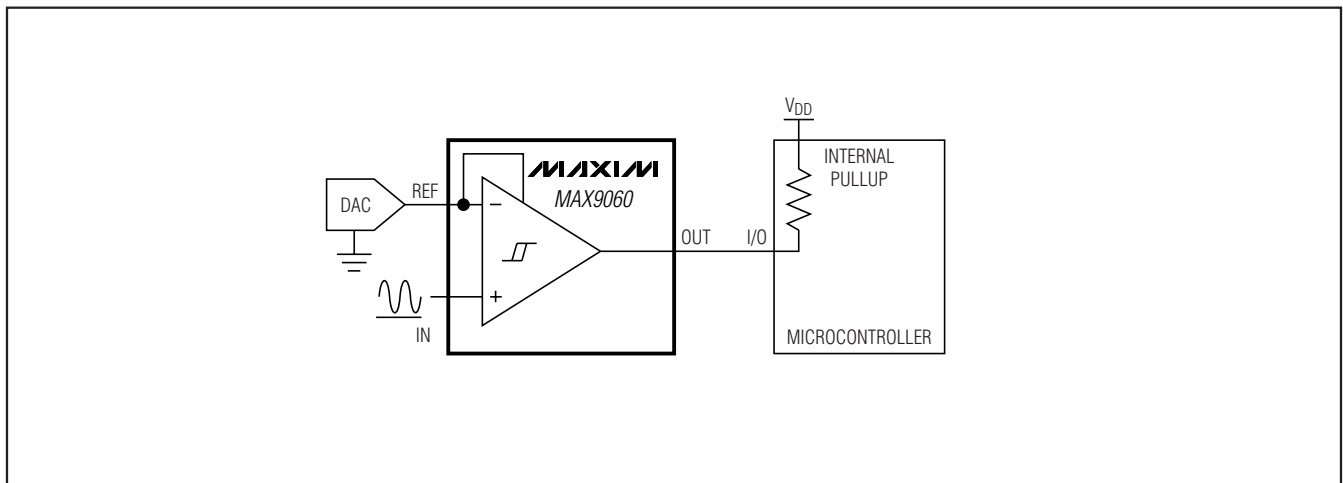 VDD
INTERNAL
PULLUP
MAXIM
MAX9060
REF
DAC
−
OUT
I/O
+
IN
MICROCONTROLLER